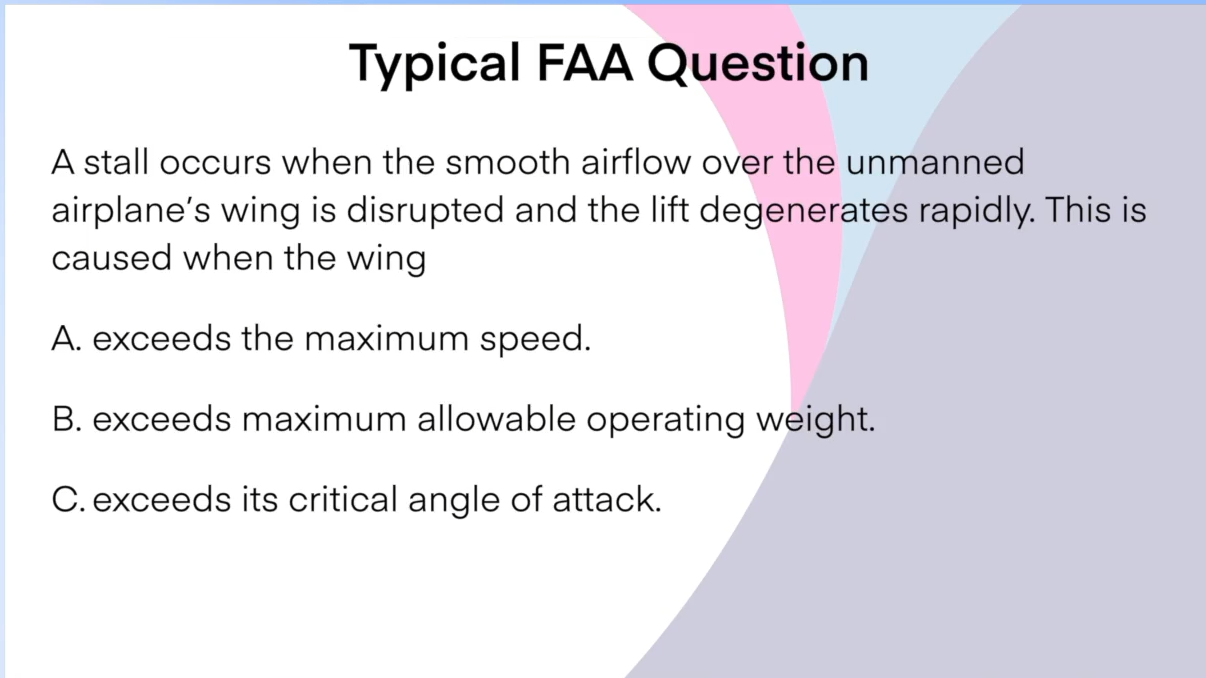 Typical FAA Question
A stall occurs when the smooth airflow over the unmanned
airplane’s wing is disrupted and the lift degenerates rapidly. This is
caused when the wing
A. exceeds the maximum speed.
B. exceeds maximum allowable operating weight.
C. exceeds its critical angle of attack.